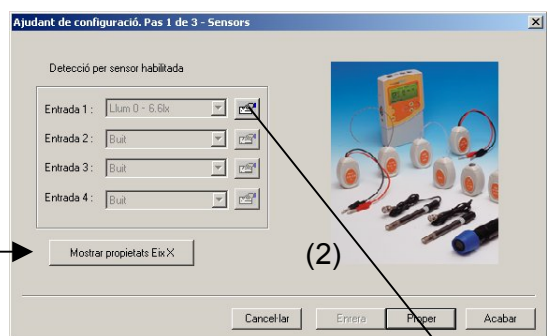 Ajudant de configuració. Pas 1 de 3 - Sensors
Detecció per sensor habilitada
Entrada 1 : Llum 0 - 6.6lx
Entrada 2 : Buit
Entrada 3 : Buit
Entrada 4 : Buit
Mostrar propietats Eix X
(2)
Cancel·lar Enrera Proper Acabar